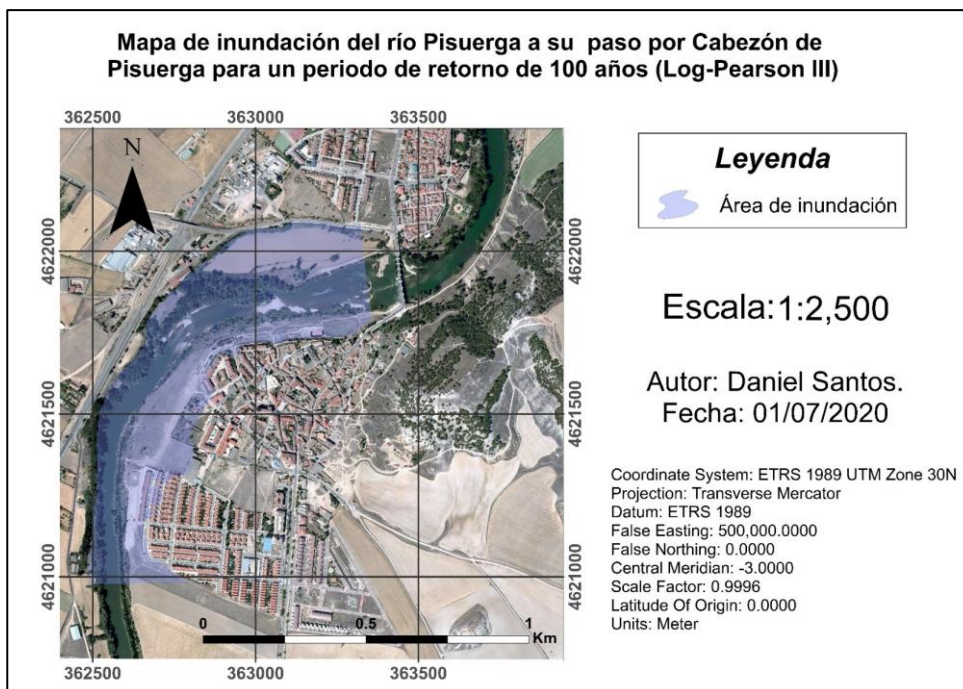 Mapa de inundación del río Pisuerga a su paso por Cabezón de
Pisuerga para un periodo de retorno de 100 años (Log-Pearson III)
362500 363000 363500
N
4622000 4622000
4621500 4621500
4621000 4621000
0 0.5 1
Km
362500 363000 363500
Leyenda
Área de inundación
Escala:1:2,500
Autor: Daniel Santos.
Fecha: 01/07/2020
Coordinate System: ETRS 1989 UTM Zone 30N
Projection: Transverse Mercator
Datum: ETRS 1989
False Easting: 500,000.0000
False Northing: 0.0000
Central Meridian: -3.0000
Scale Factor: 0.9996
Latitude Of Origin: 0.0000
Units: Meter